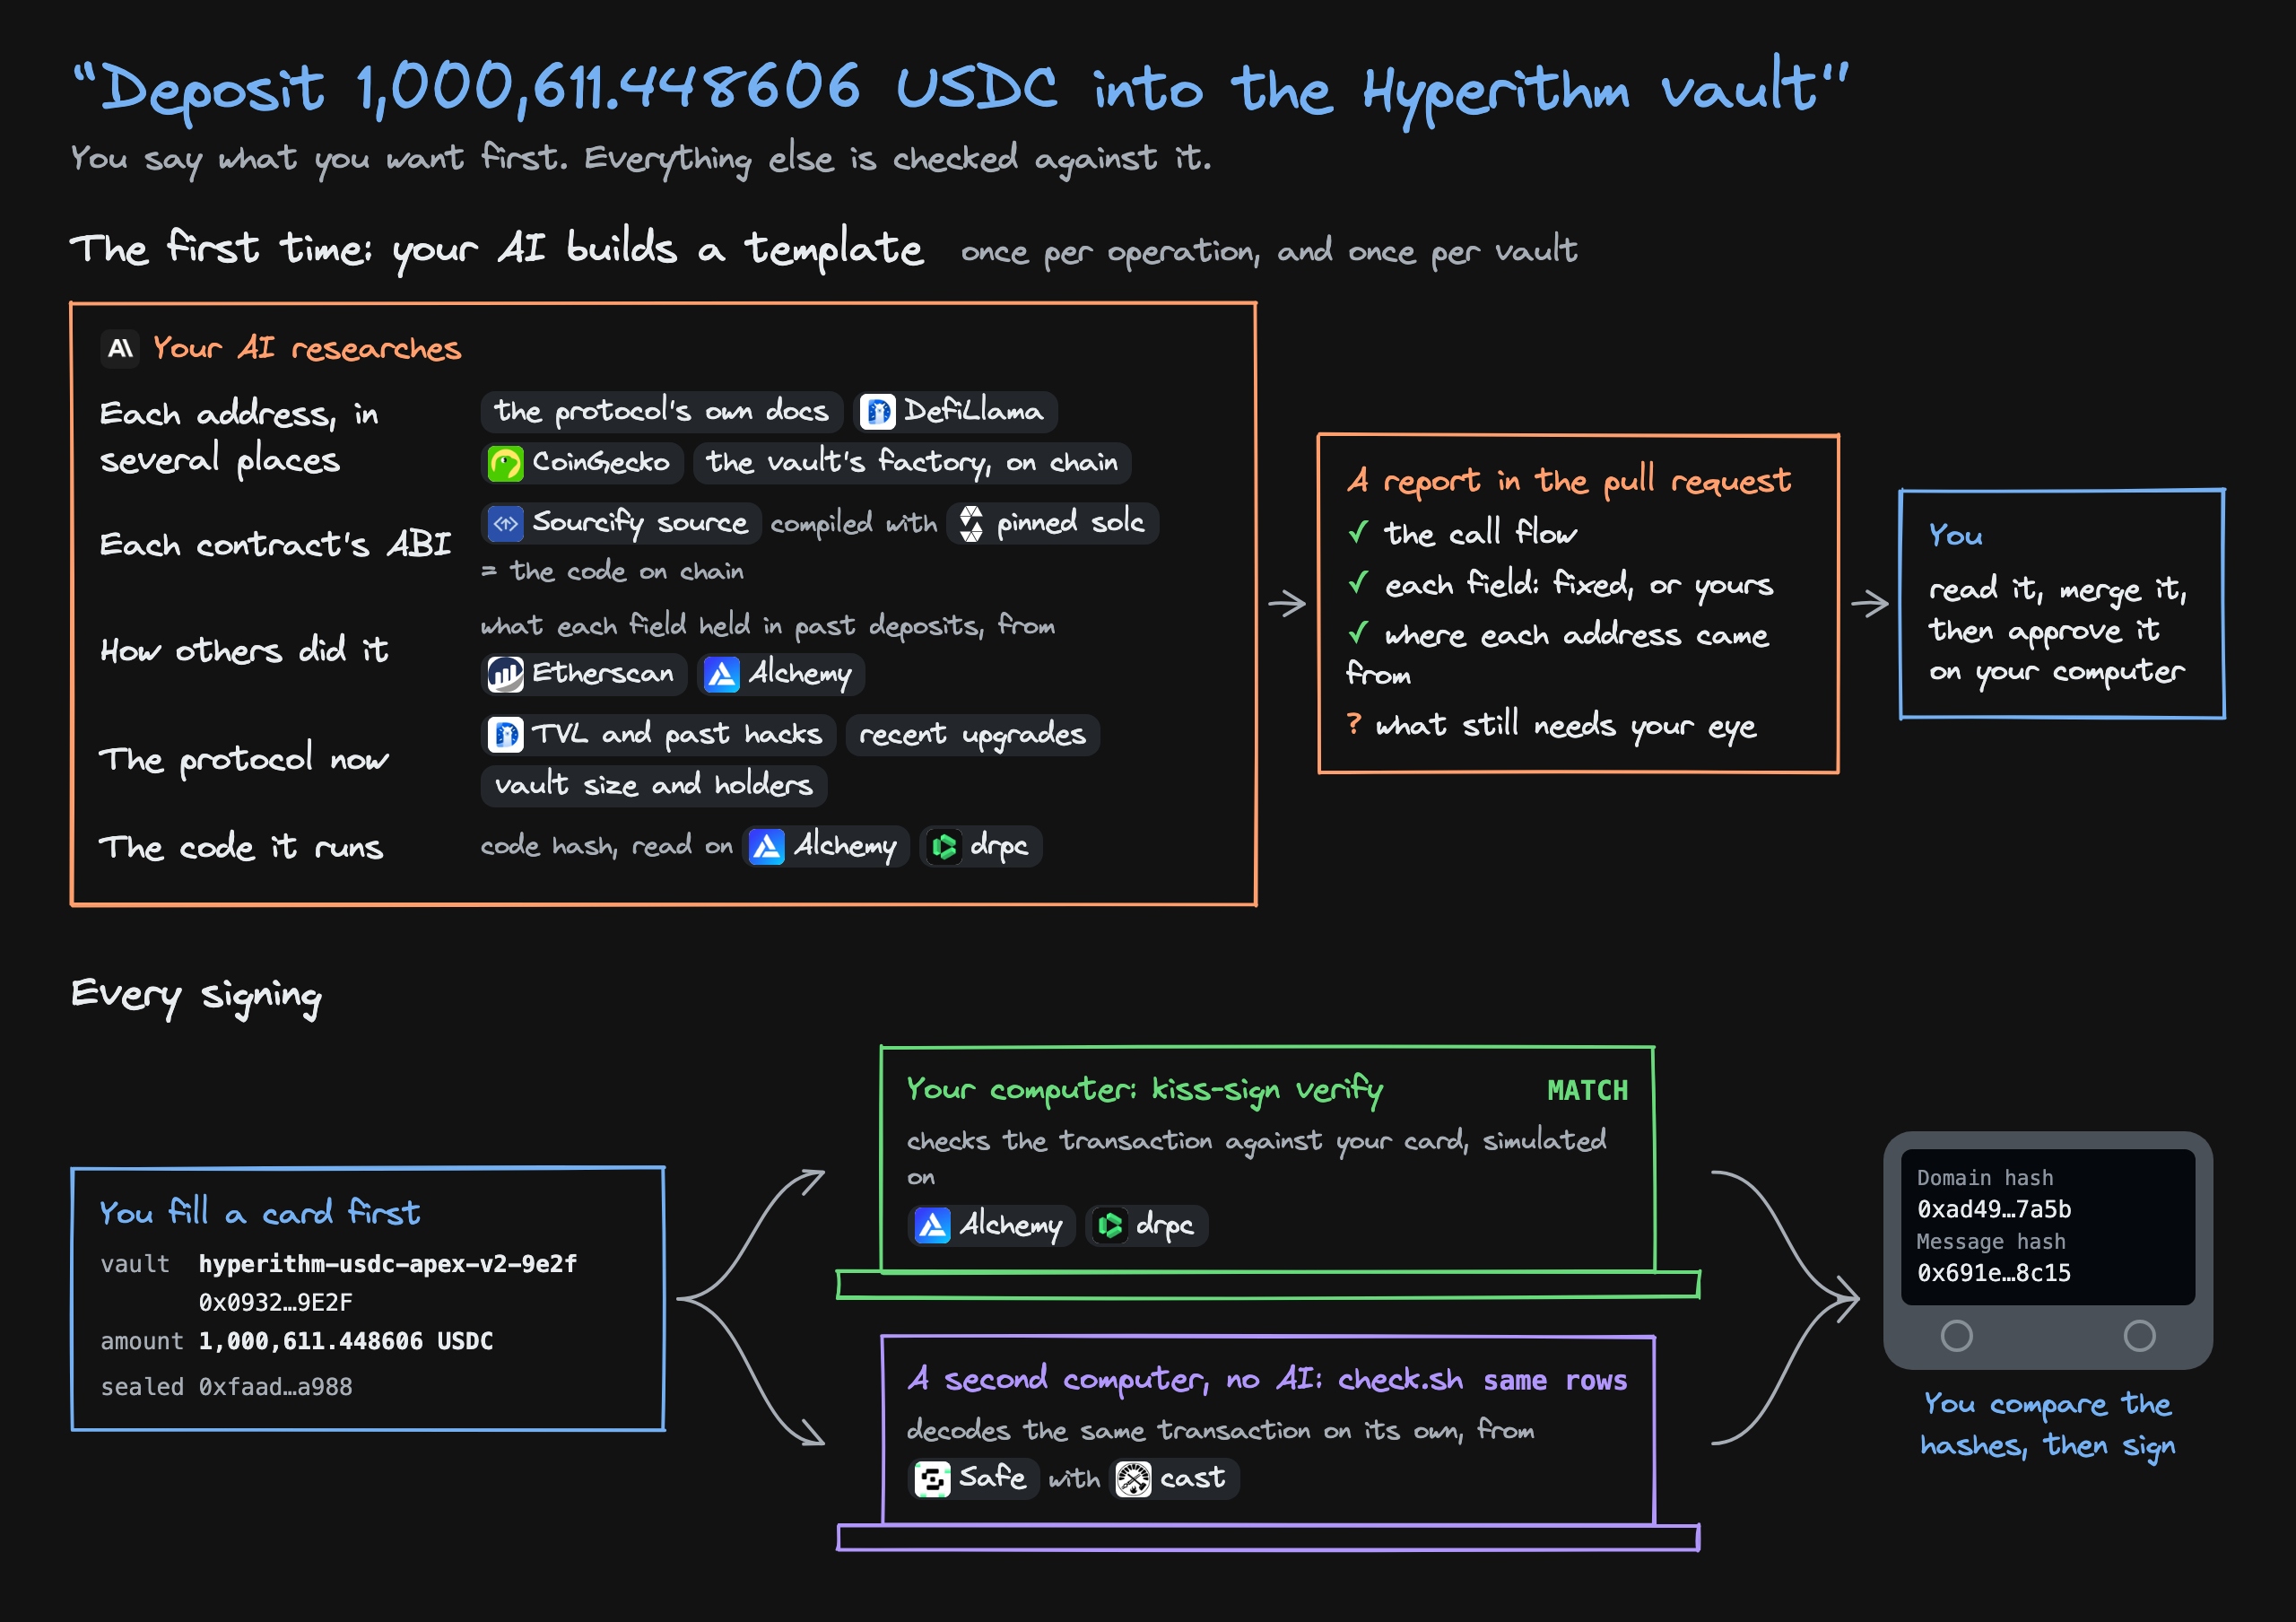 “Deposit 1,000,611.448606 USDC into the Hyperithm vault”
You say what you want first. Everything else is checked against it.
The first time: your AI builds a template once per operation, and once per vault
Your AI researches
Each address, in
several places
the protocol's own docs DefiLlama
CoinGecko the vault's factory, on chain
Each contract's ABI
Sourcify source compiled with pinned solc
= the code on chain
How others did it
what each field held in past deposits, from
Etherscan Alchemy
The protocol now
TVL and past hacks recent upgrades
vault size and holders
The code it runs
code hash, read on Alchemy drpc
A report in the pull request
✓ the call flow
✓ each field: fixed, or yours
✓ where each address came
from
? what still needs your eye
You
read it, merge it,
then approve it
on your computer
Every signing
You fill a card first
vault hyperithm-usdc-apex-v2-9e2f
0x0932…9E2F
amount 1,000,611.448606 USDC
sealed 0xfaad…a988
Your computer: kiss-sign verify MATCH
checks the transaction against your card, simulated
on
Alchemy drpc
A second computer, no AI: check.sh same rows
decodes the same transaction on its own, from
Safe with cast
Domain hash
0xad49…7a5b
Message hash
0x691e…8c15
You compare the
hashes, then sign